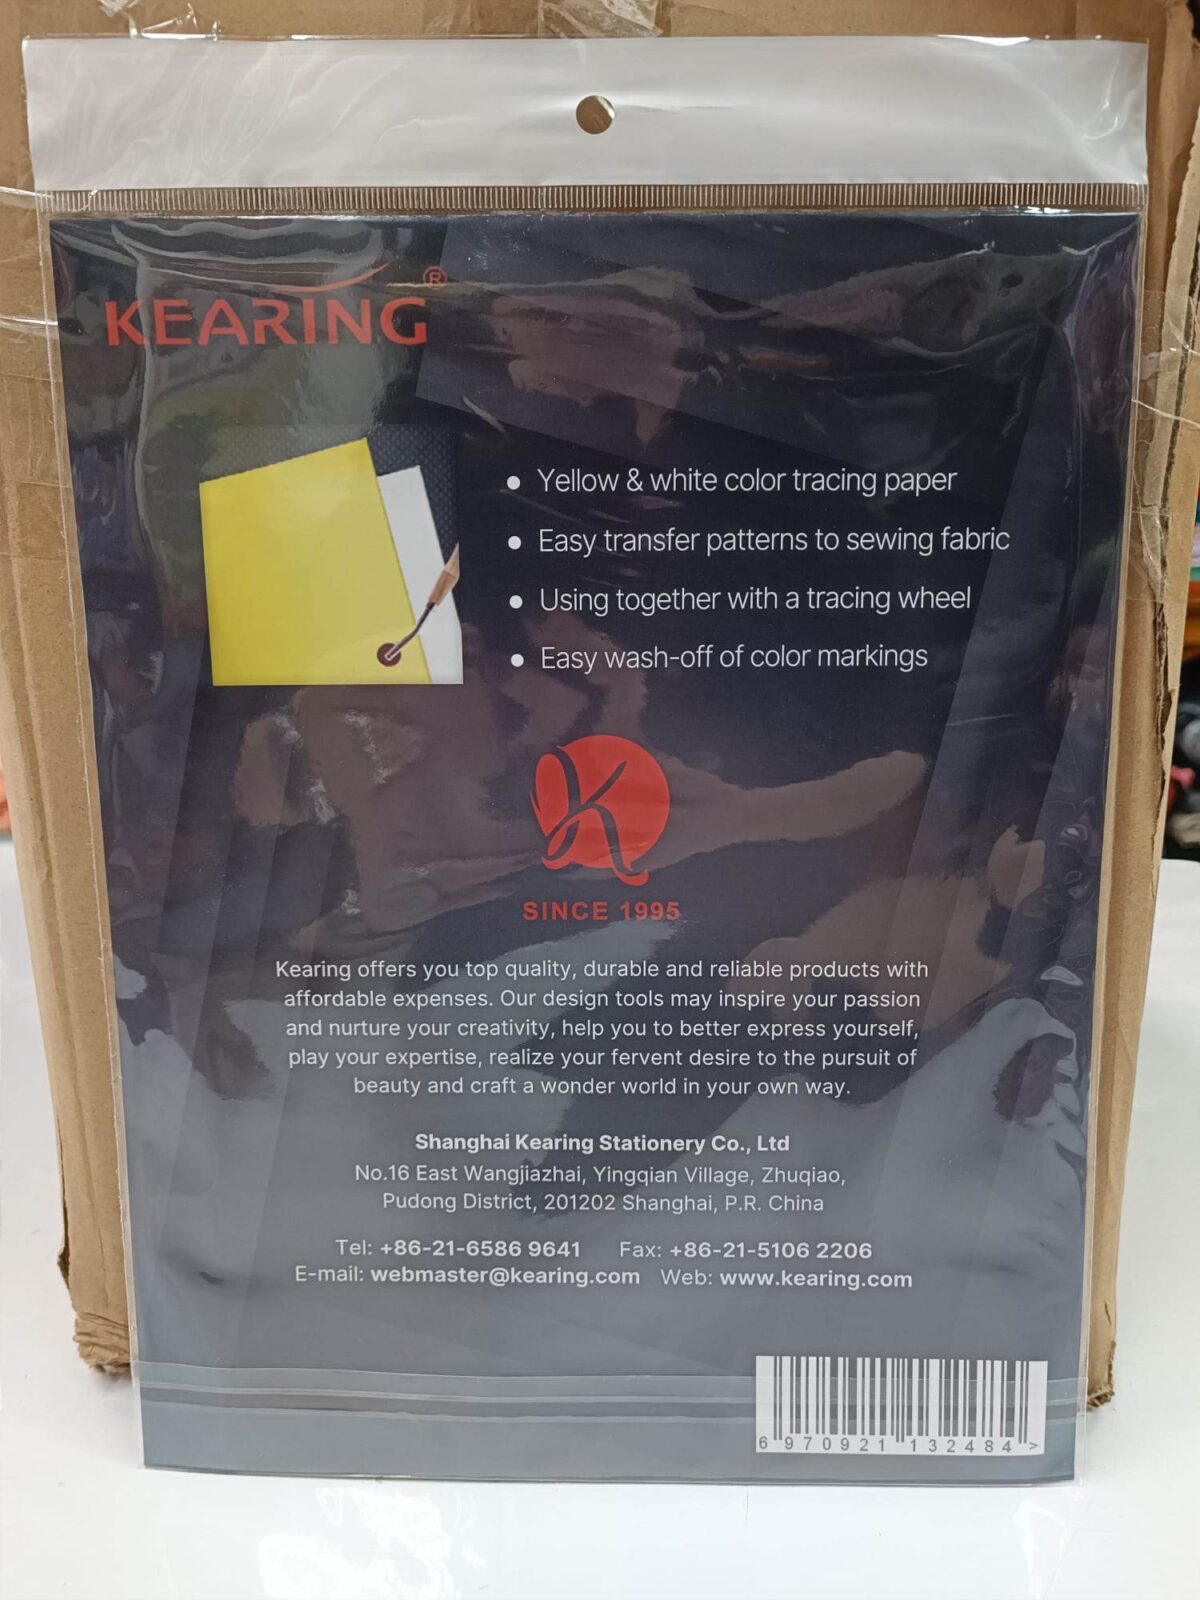 KEARING®
• Yellow & white color tracing paper
• Easy transfer patterns to sewing fabric
• Using together with a tracing wheel
• Easy wash-off of color markings
K
SINCE 1995
Kearing offers you top quality, durable and reliable products with
affordable expenses. Our design tools may inspire your passion
and nurture your creativity, help you to better express yourself,
play your expertise, realize your fervent desire to the pursuit of
beauty and craft a wonder world in your own way.
Shanghai Kearing Stationery Co., Ltd
No.16 East Wangjiazhai, Yingqian Village, Zhuqiao,
Pudong District, 201202 Shanghai, P.R. China
Tel: +86-21-6586 9641 Fax: +86-21-5106 2206
E-mail: webmaster@kearing.com Web: www.kearing.com
6 970921 132484 >